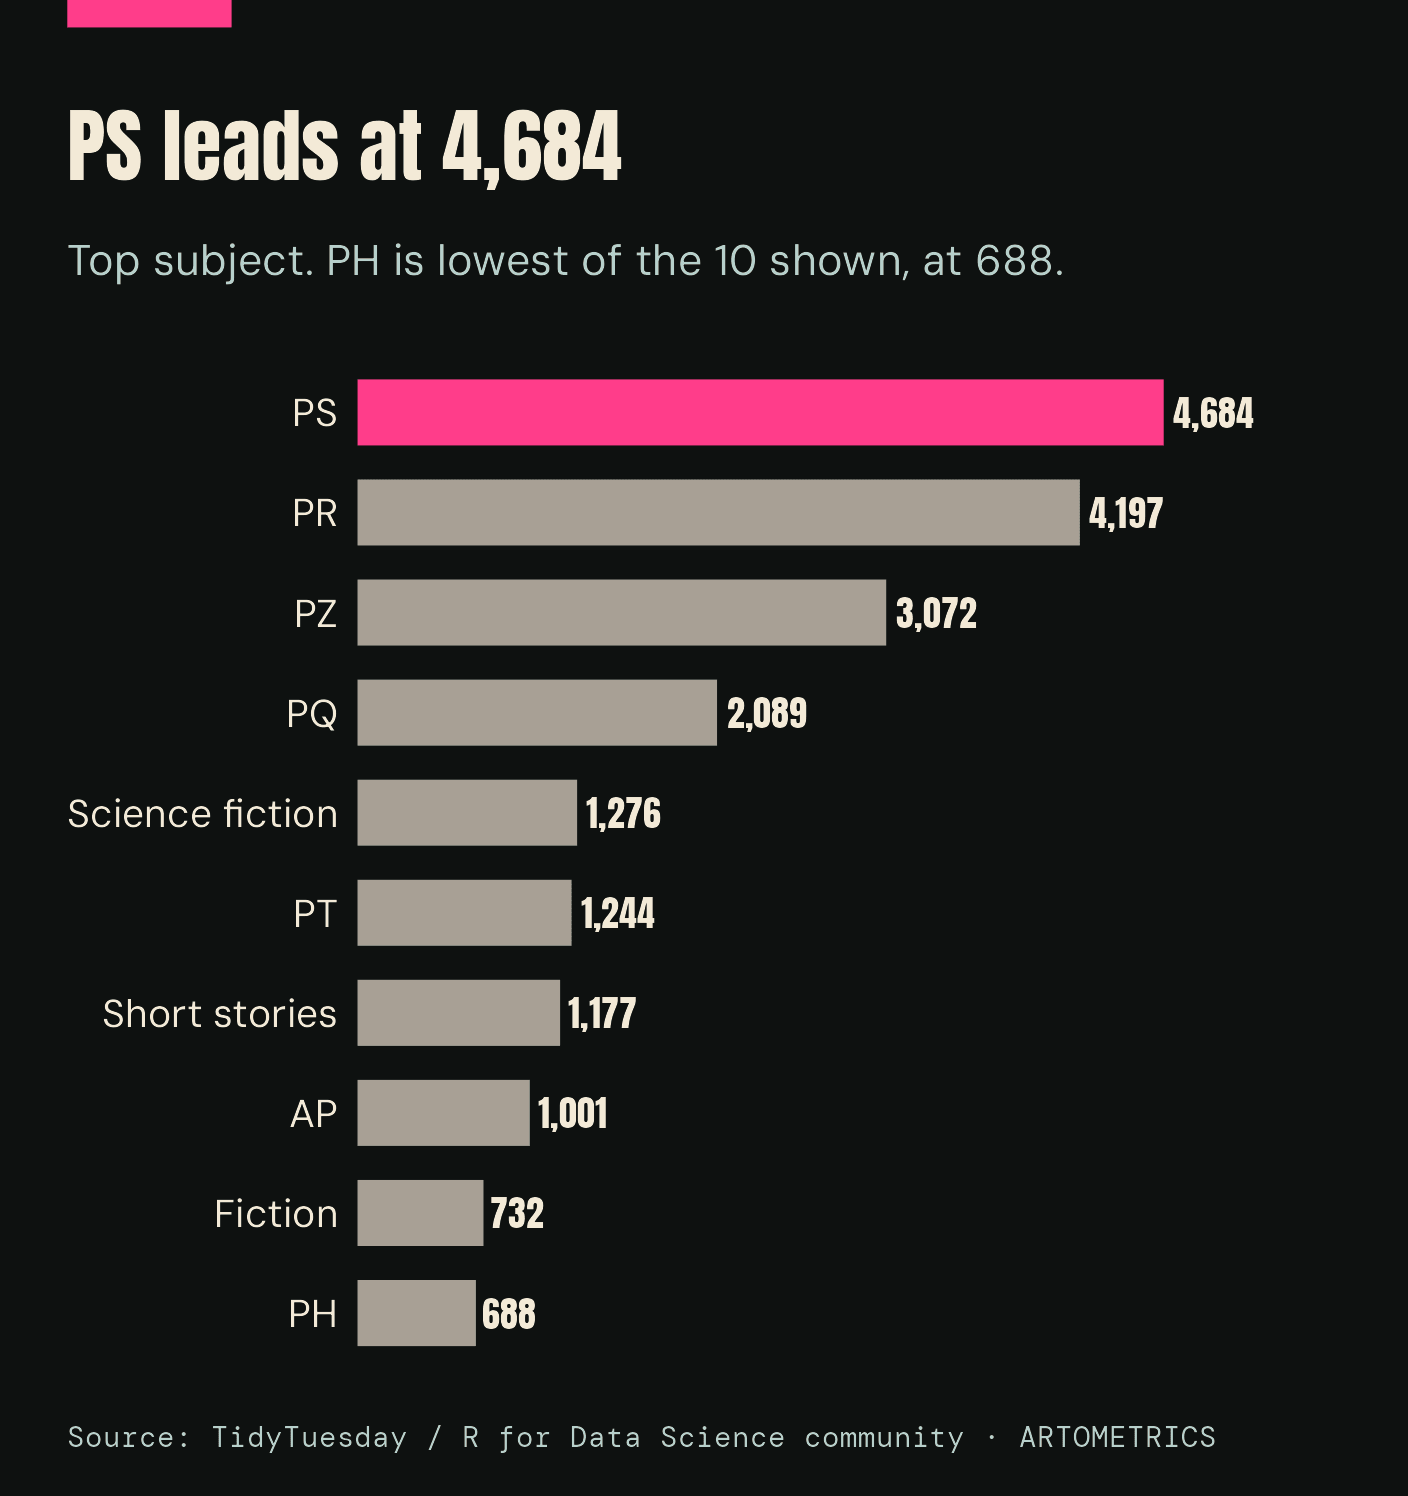 PS leads at 4,684
Top subject. PH is lowest of the 10 shown, at 688.
PS 4,684
PR 4,197
PZ 3,072
PQ 2,089
Science fiction 1,276
PT 1,244
Short stories 1,177
AP 1,001
Fiction 732
PH 688
Source: TidyTuesday / R for Data Science community · ARTOMETRICS